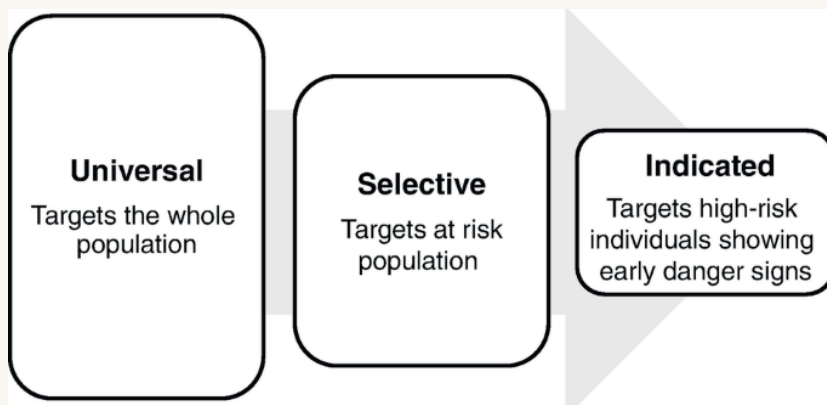 Universal
Targets the whole
population
Selective
Targets at risk
population
Indicated
Targets high-risk
individuals showing
early danger signs